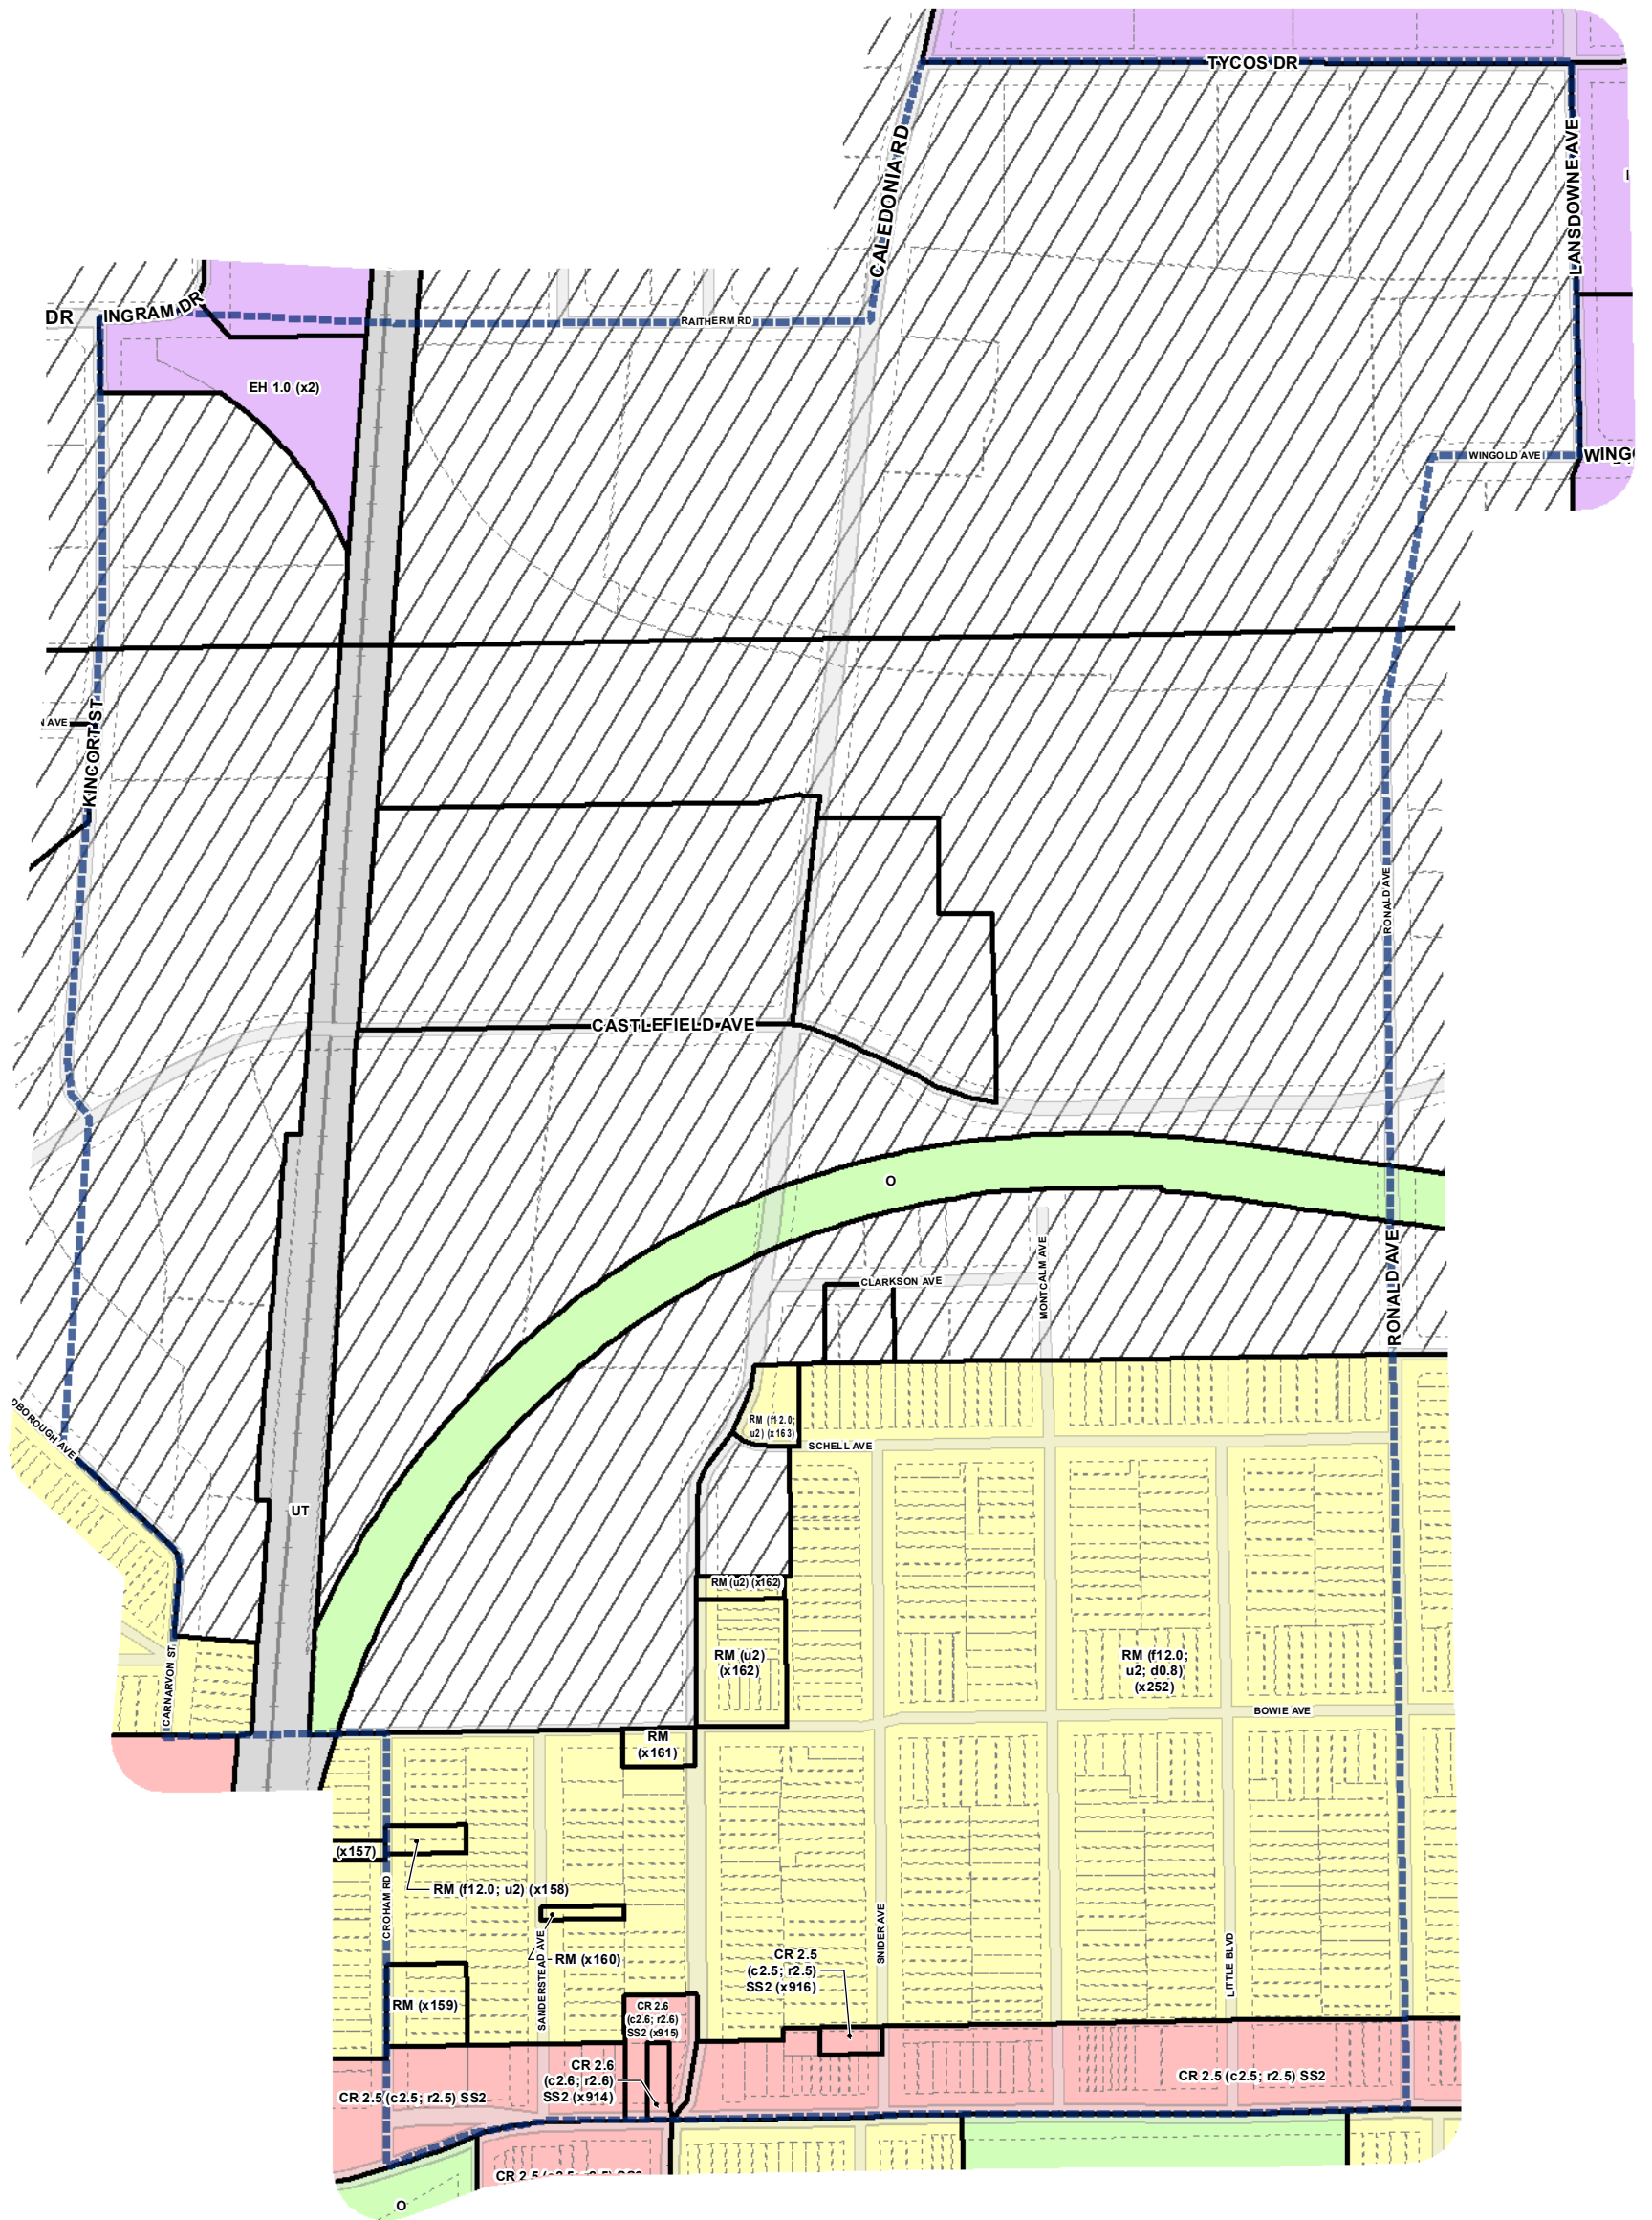 TYCOS DR
CALEDONIA RD
LANSDOWNE AVE
DR
INGRAM DR
RAITHERM RD
EH 1.0 (x2)
WINGOLD AVE
KINCORT ST
AVE
RONALD AVE
CASTLEFIELD AVE
O
CLARKSON AVE
MONTCALM AVE
RONALD AVE
RM (f12.0;
u2) (x163)
SCHELL AVE
UT
RM (u2) (x162)
RM (u2)
(x162)
RM (f12.0;
u2; d0.8)
(x252)
CARNARVON ST
BOWIE AVE
RM
(x161)
(x157)
RM (f12.0; u2) (x158)
CROHAM RD
SANDERSTEAD AVE
RM (x160)
SNIDER AVE
LITTLE BLVD
CR 2.5
(c2.5; r2.5)
SS2 (x916)
RM (x159)
CR 2.6
(c2.6; r2.6)
SS2 (x915)
CR 2.6
(c2.6; r2.6)
SS2 (x914)
CR 2.5 (c2.5; r2.5) SS2
CR 2.5 (c2.5; r2.5) SS2
O